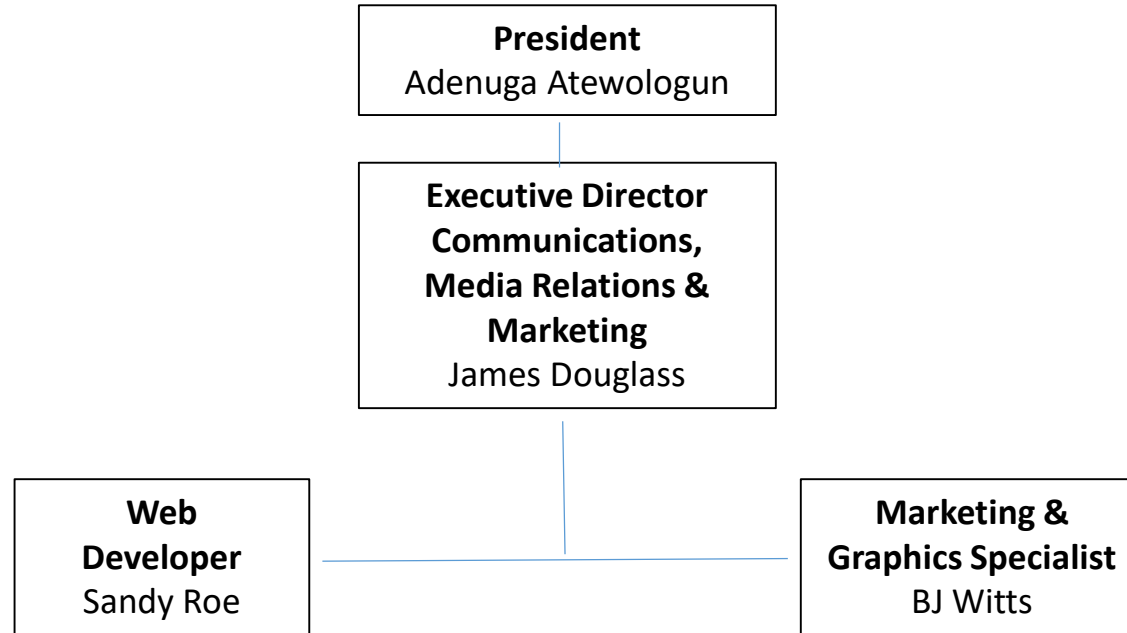 President
Adenuga Atewologun
Executive Director
Communications,
Media Relations &
Marketing
James Douglass
Web
Developer
Sandy Roe
Marketing &
Graphics Specialist
BJ Witts